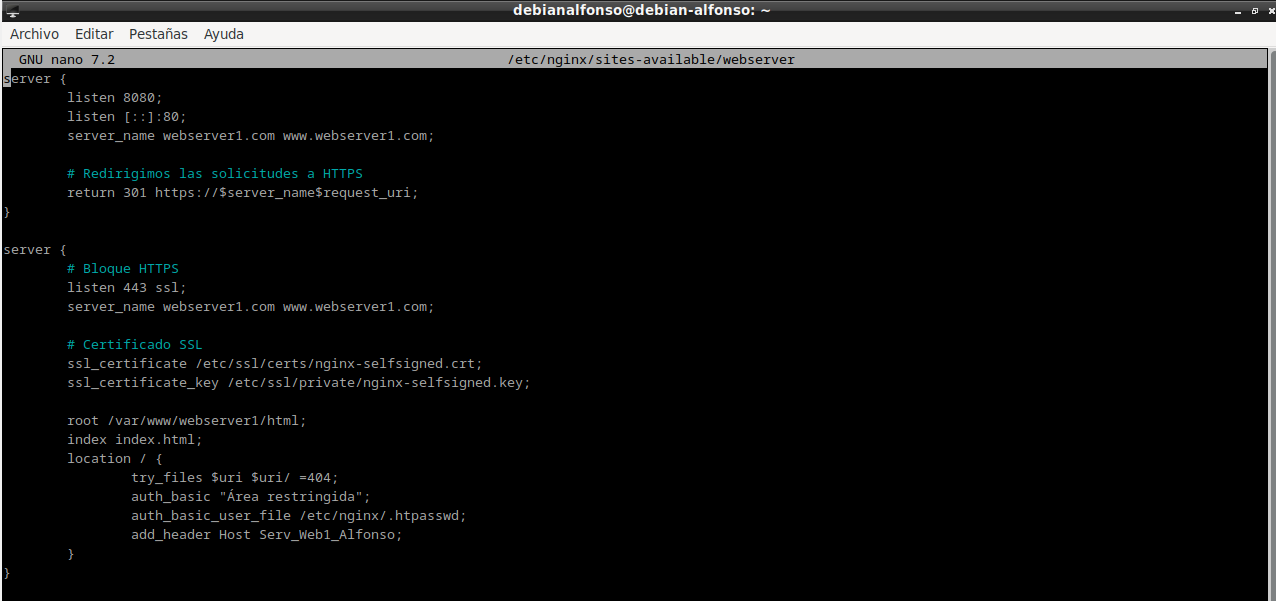 debianalfonso@debian-alfonso: ~
Archivo Editar Pestañas Ayuda
GNU nano 7.2 /etc/nginx/sites-available/webserver
server {
listen 8080;
listen [::]:80;
server_name webserver1.com www.webserver1.com;
# Redirigimos las solicitudes a HTTPS
return 301 https://$server_name$request_uri;
}
server {
# Bloque HTTPS
listen 443 ssl;
server_name webserver1.com www.webserver1.com;
# Certificado SSL
ssl_certificate /etc/ssl/certs/nginx-selfsigned.crt;
ssl_certificate_key /etc/ssl/private/nginx-selfsigned.key;
root /var/www/webserver1/html;
index index.html;
location / {
try_files $uri $uri/ =404;
auth_basic "Área restringida";
auth_basic_user_file /etc/nginx/.htpasswd;
add_header Host Serv_Web1_Alfonso;
}
}